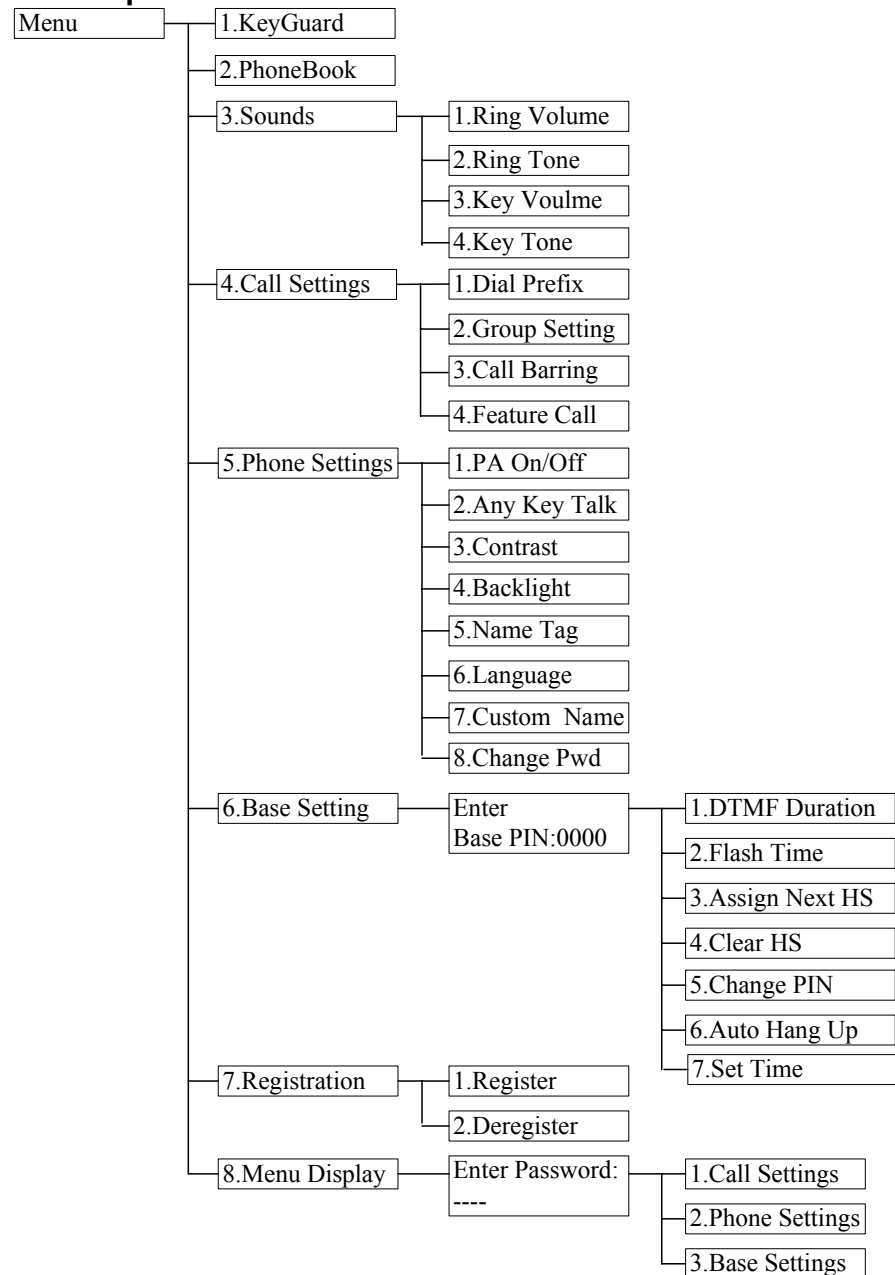 Menu
1.KeyGuard
2.PhoneBook
3.Sounds
1.Ring Volume
2.Ring Tone
3.Key Voulme
4.Key Tone
4.Call Settings
1.Dial Prefix
2.Group Setting
3.Call Barring
4.Feature Call
5.Phone Settings
1.PA On/Off
2.Any Key Talk
3.Contrast
4.Backlight
5.Name Tag
6.Language
7.Custom Name
8.Change Pwd
6.Base Setting
Enter
Base PIN:0000
1.DTMF Duration
2.Flash Time
3.Assign Next HS
4.Clear HS
5.Change PIN
6.Auto Hang Up
7.Set Time
7.Registration
1.Register
2.Deregister
8.Menu Display
Enter Password:
----
1.Call Settings
2.Phone Settings
3.Base Settings